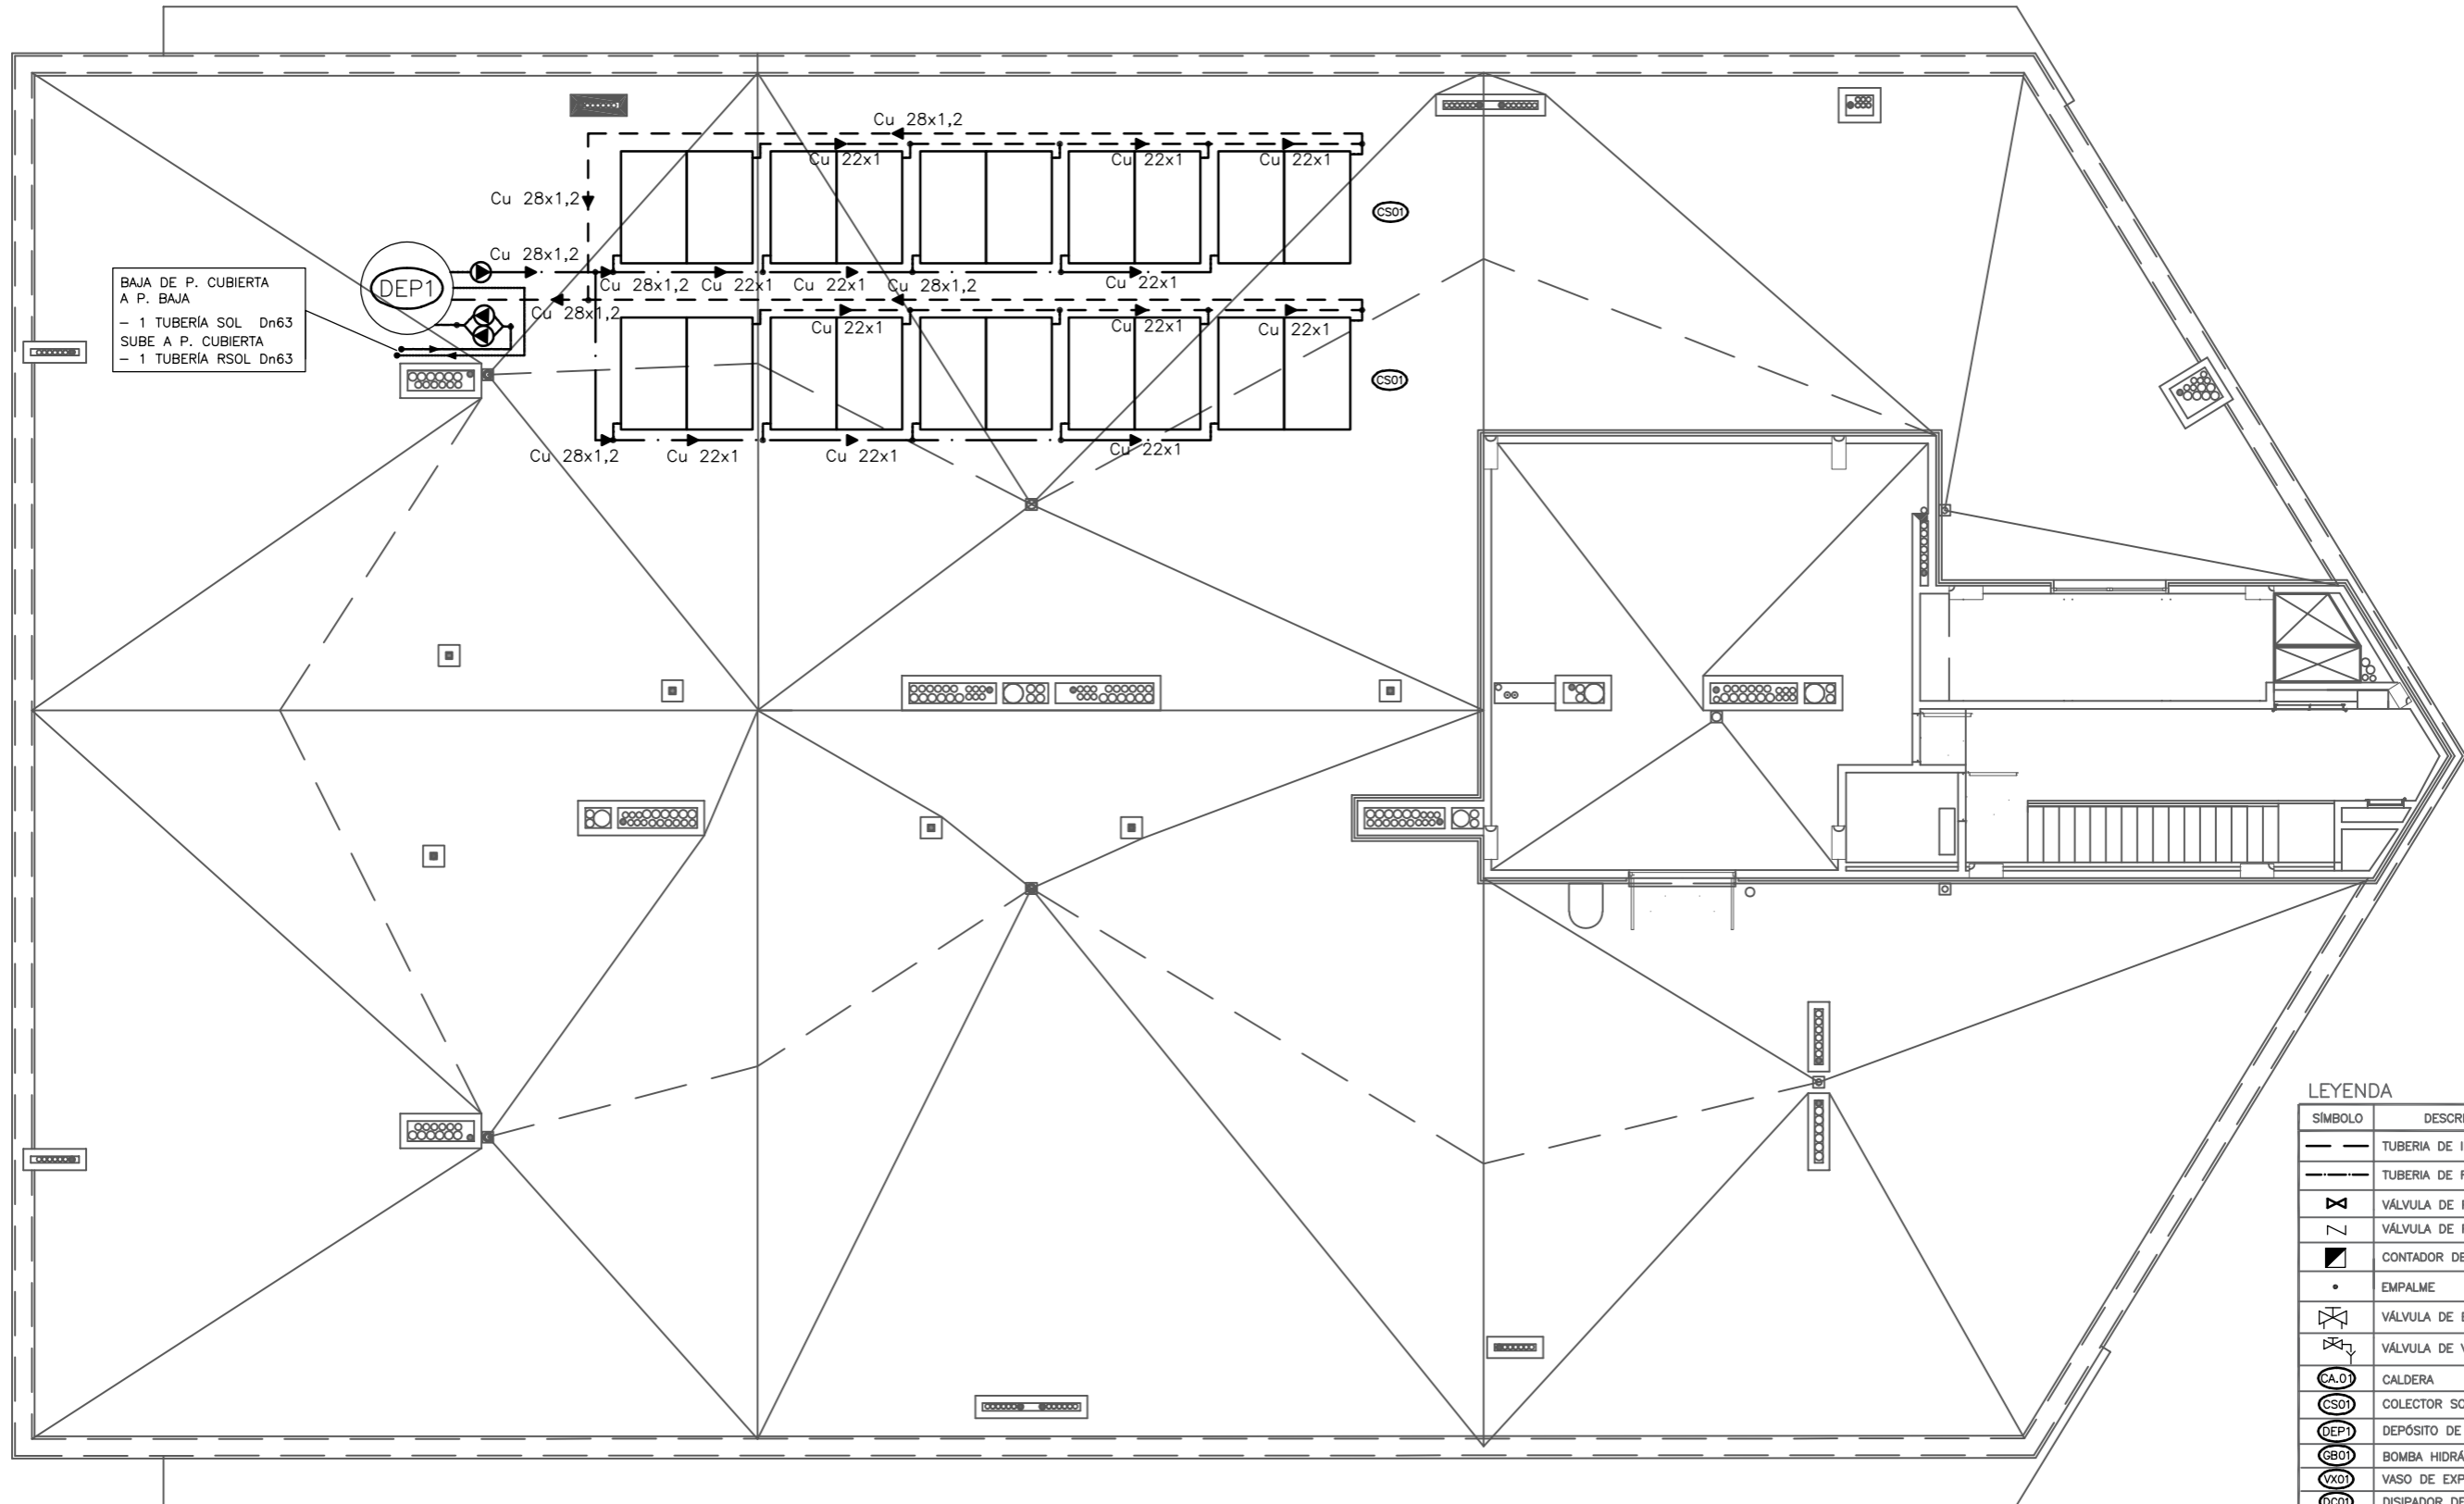 Cu 28x1,2
Cu 22x1
Cu 22x1
Cu 22x1
Cu 28x1,2
CS01
Cu 28x1,2
DEP1
BAJA DE P. CUBIERTA
A P. BAJA
– 1 TUBERÍA SOL Dn63
SUBE A P. CUBIERTA
– 1 TUBERÍA RSOL Dn63
Cu 28x1,2
Cu 22x1
Cu 22x1
Cu 28x1,2
Cu 22x1
Cu 28x1,2
Cu 22x1
Cu 22x1
Cu 22x1
CS01
Cu 28x1,2
Cu 22x1
Cu 22x1
Cu 22x1
LEYENDA
SÍMBOLO
TUBERIA DE
TUBERIA DE
VÁLVULA DE
VÁLVULA DE
CONTADOR
EMPALME
VÁLVULA DE
VÁLVULA DE
CA.01 CALDERA
CS01 COLECTOR
DEP1 DEPÓSITO DE
GB01 BOMBA
VX01 VASO DE
DC01 DISIPADOR